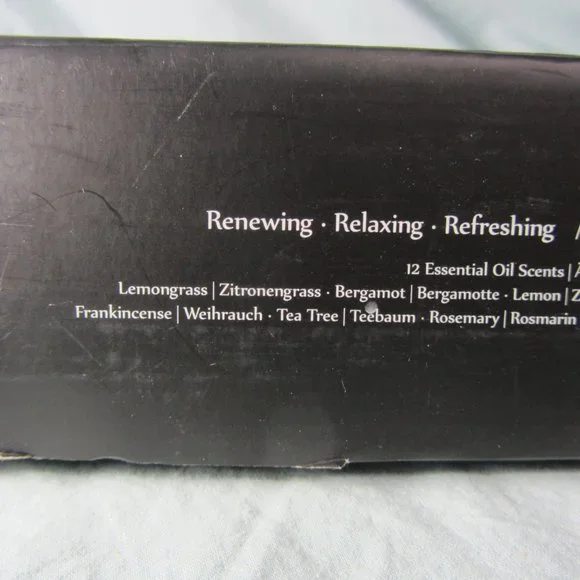 Renewing · Relaxing · Refreshing
12 Essential Oil Scents |
Lemongrass | Zitronengrass · Bergamot | Bergamotte · Lemon | Z
Frankincense | Weihrauch · Tea Tree | Teebaum · Rosemary | Rosmarin